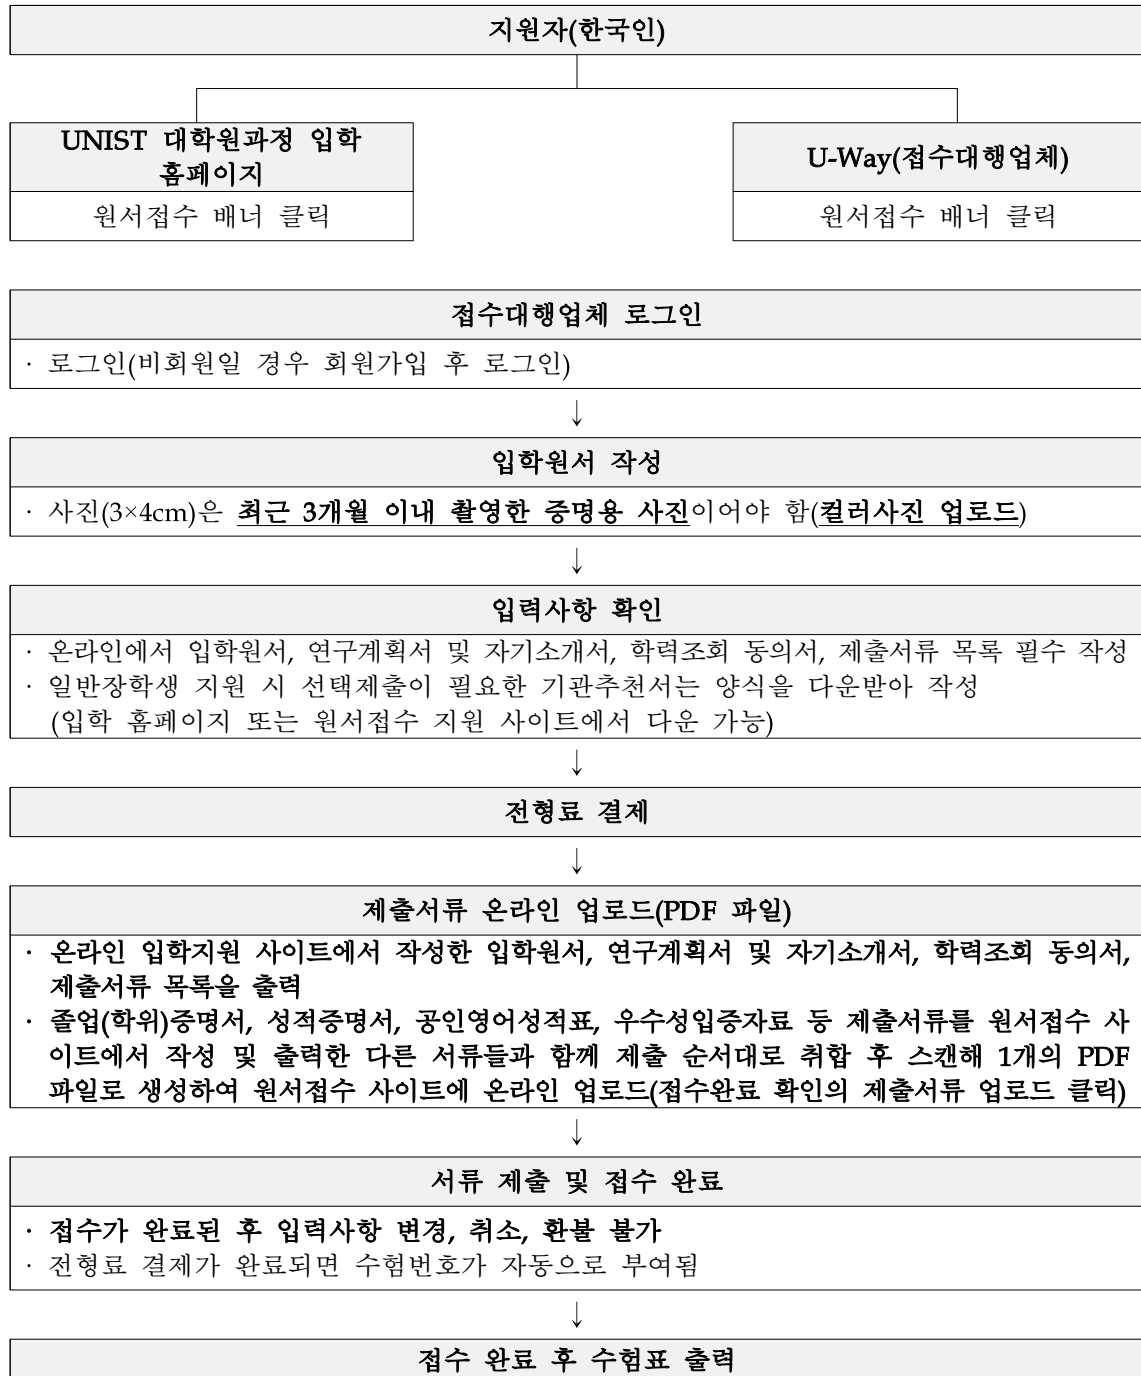 지원자(한국인)
UNIST 대학원과정 입학
홈페이지
원서접수 배너 클릭
U-Way(접수대행업체)
원서접수 배너 클릭
접수대행업체 로그인
· 로그인(비회원일 경우 회원가입 후 로그인)
↓
입학원서 작성
· 사진(3×4cm)은 최근 3개월 이내 촬영한 증명용 사진이어야 함(컬러사진 업로드)
↓
입력사항 확인
· 온라인에서 입학원서, 연구계획서 및 자기소개서, 학력조회 동의서, 제출서류 목록 필수 작성
· 일반장학생 지원 시 선택제출이 필요한 기관추천서는 양식을 다운받아 작성
(입학 홈페이지 또는 원서접수 지원 사이트에서 다운 가능)
↓
전형료 결제
↓
제출서류 온라인 업로드(PDF 파일)
· 온라인 입학지원 사이트에서 작성한 입학원서, 연구계획서 및 자기소개서, 학력조회 동의서,
제출서류 목록을 출력
· 졸업(학위)증명서, 성적증명서, 공인영어성적표, 우수성입증자료 등 제출서류를 원서접수 사
이트에서 작성 및 출력한 다른 서류들과 함께 제출 순서대로 취합 후 스캔해 1개의 PDF
파일로 생성하여 원서접수 사이트에 온라인 업로드(접수완료 확인의 제출서류 업로드 클릭)
↓
서류 제출 및 접수 완료
· 접수가 완료된 후 입력사항 변경, 취소, 환불 불가
· 전형료 결제가 완료되면 수험번호가 자동으로 부여됨
↓
접수 완료 후 수험표 출력